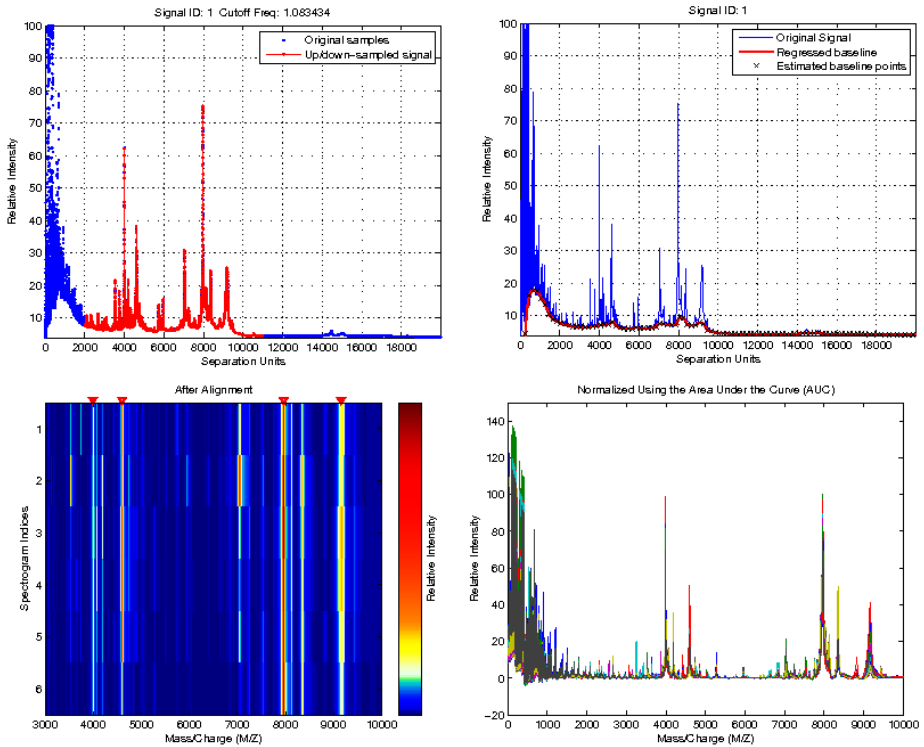 Signal ID: 1 Cutoff Freq: 1.083434
100
90
80
70
60
50
40
30
20
10
Relative Intensity
Original samples
Up/down-sampled signal
0 2000 4000 6000 8000 10000 12000 14000 16000 18000
Separation Units
Signal ID: 1
100
90
80
70
60
50
40
30
20
10
Relative Intensity
Original Signal
Regressed baseline
Estimated baseline points
0 2000 4000 6000 8000 10000 12000 14000 16000 18000
Separation Units
After Alignment
1
2
3
4
5
6
Spectrogram Indices
3000 4000 5000 6000 7000 8000 9000 10000
Mass/Charge (M/Z)
Relative Intensity
Normalized Using the Area Under the Curve (AUC)
140
120
100
80
60
40
20
0
-20
Relative Intensity
0 1000 2000 3000 4000 5000 6000 7000 8000 9000 10000
Mass/Charge (M/Z)